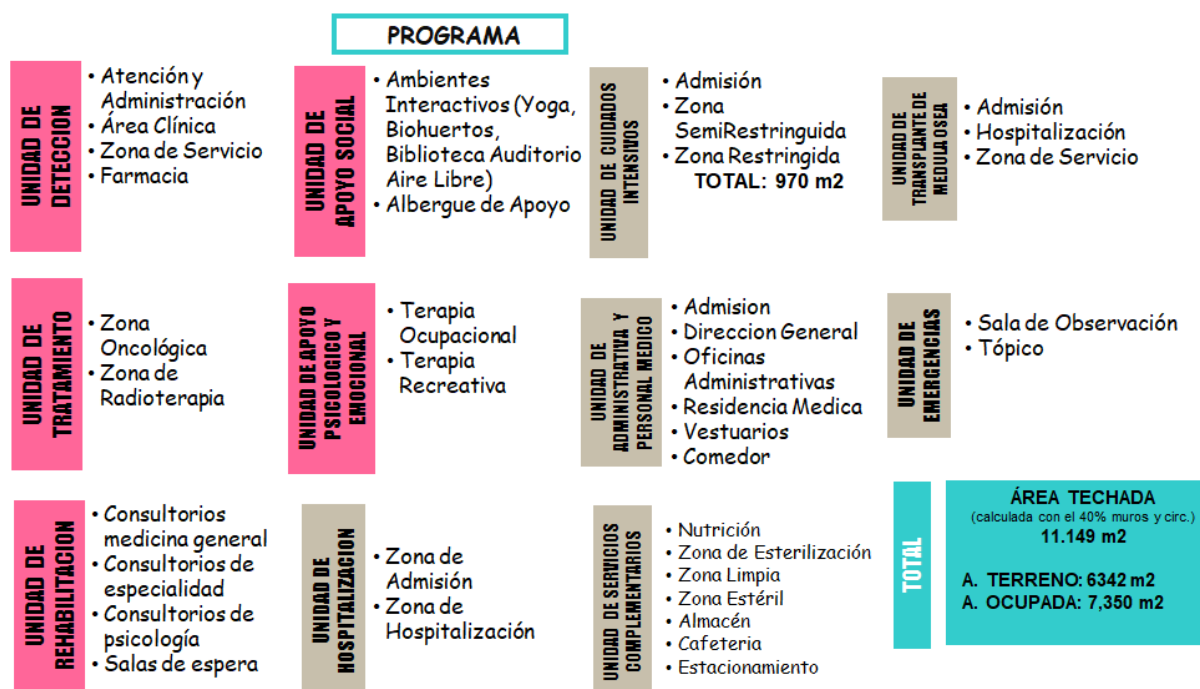 PROGRAMA
UNIDAD DE
DETECCION
• Atención y
Administración
• Área Clínica
• Zona de Servicio
• Farmacia
UNIDAD DE
APOYO SOCIAL
• Ambientes
Interactivos (Yoga,
Biohuertos,
Biblioteca Auditorio
Aire Libre)
• Albergue de Apoyo
UNIDAD DE CUIDADOS
INTENSIVOS
• Admisión
• Zona
SemiRestringuida
• Zona Restringida
TOTAL: 970 m2
UNIDAD DE
TRANSPLANTE DE
MEDULA OSEA
• Admisión
• Hospitalización
• Zona de Servicio
UNIDAD DE
TRATAMIENTO
• Zona
Oncológica
• Zona de
Radioterapia
UNIDAD DE APOYO
PSICOLOGICO Y
EMOCIONAL
• Terapia
Ocupacional
• Terapia
Recreativa
UNIDAD DE
ADMINISTRATIVA Y
PERSONAL MEDICO
• Admision
• Direccion General
• Oficinas
Administrativas
• Residencia Medica
• Vestuarios
• Comedor
UNIDAD DE
EMERGENCIAS
• Sala de Observación
• Tópico
UNIDAD DE
REHABILITACION
• Consultorios
medicina general
• Consultorios de
especialidad
• Consultorios de
psicología
• Salas de espera
UNIDAD DE
HOSPITALIZACION
• Zona de
Admisión
• Zona de
Hospitalización
UNIDAD DE SERVICIOS
COMPLEMENTARIOS
• Nutrición
• Zona de Esterilización
• Zona Limpia
• Zona Estéril
• Almacén
• Cafeteria
• Estacionamiento
TOTAL
ÁREA TECHADA
(calculada con el 40% muros y circ.)
11.149 m2
A. TERRENO: 6342 m2
A. OCUPADA: 7,350 m2